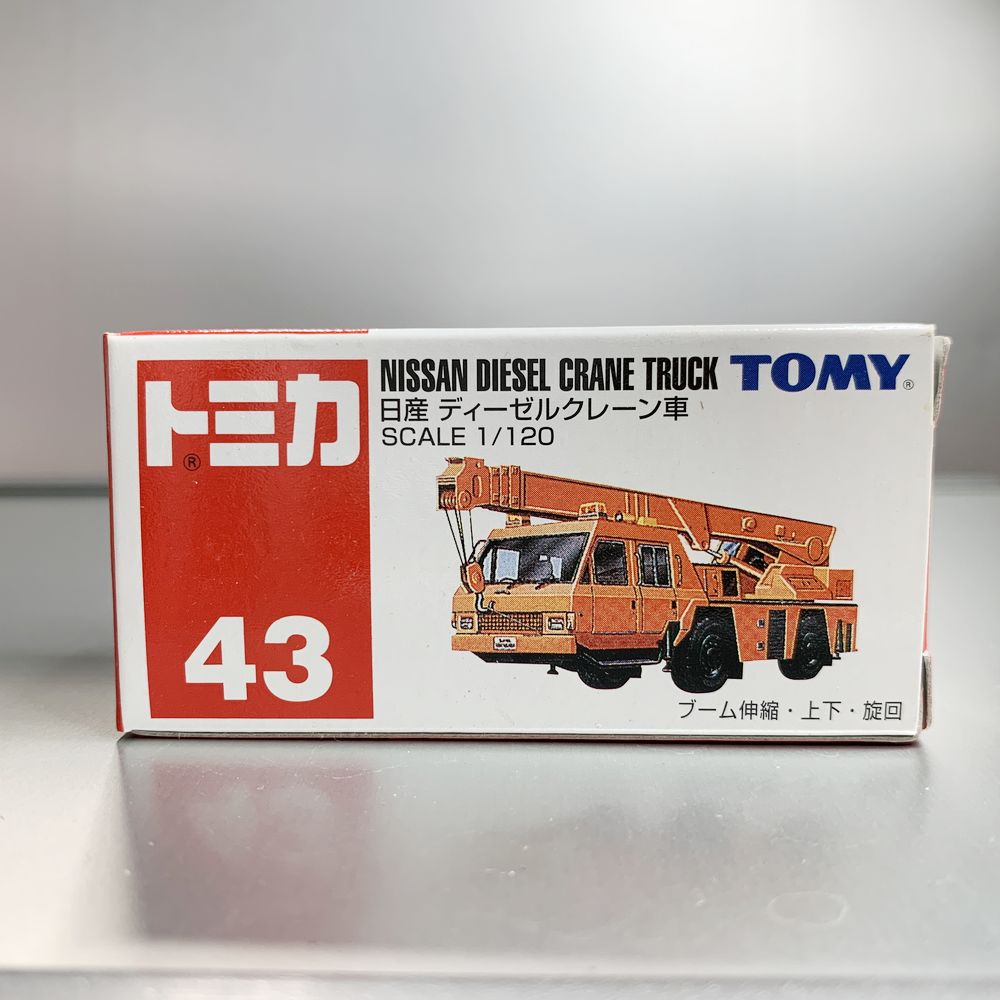 トミカ®
43
NISSAN DIESEL CRANE TRUCK TOMY®
日産 ディーゼルクレーン車
SCALE 1/120
ブーム伸縮・上下・旋回